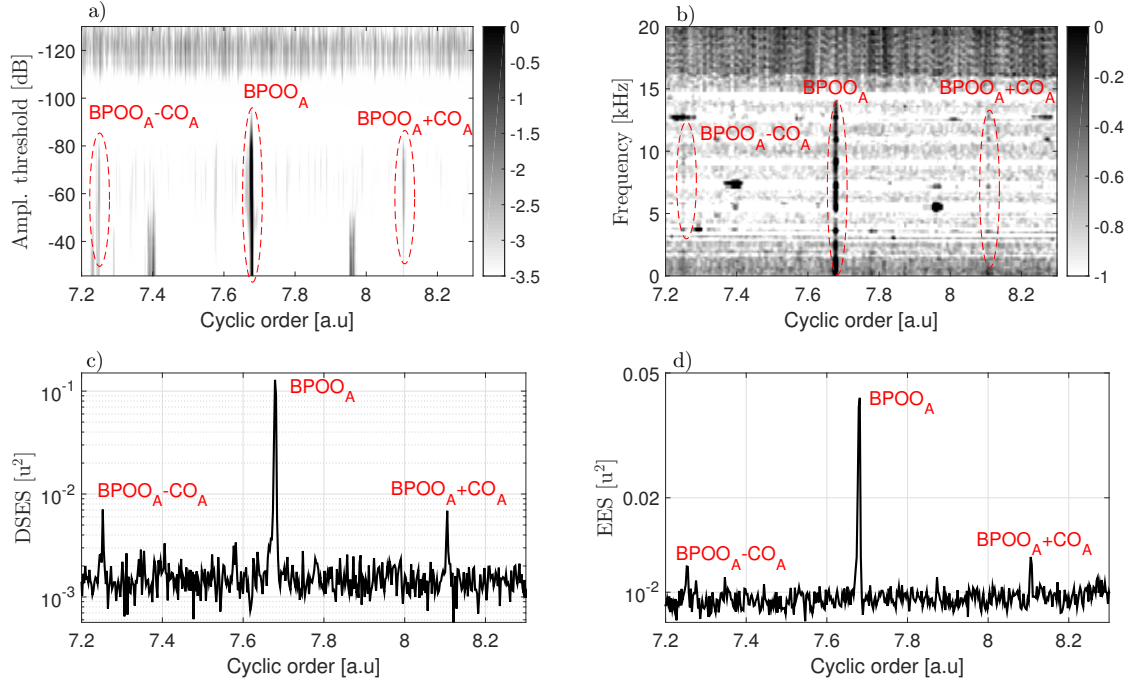 a)
Ampl. threshold [dB]
-120
-100
-80
-60
-40
BPOO_A-CO_A
BPOO_A
BPOO_A+CO_A
0
-0.5
-1
-1.5
-2
-2.5
-3
-3.5
7.2 7.4 7.6 7.8 8 8.2
Cyclic order [a.u]
b)
Frequency [kHz]
20
15
10
5
0
BPOO_A
BPOO_A+CO_A
BPOO_A-CO_A
0
-0.2
-0.4
-0.6
-0.8
-1
7.2 7.4 7.6 7.8 8 8.2
Cyclic order [a.u]
c)
DSES [u²]
10⁻¹
10⁻²
10⁻³
BPOO_A
BPOO_A-CO_A
BPOO_A+CO_A
7.2 7.4 7.6 7.8 8 8.2
Cyclic order [a.u]
d)
EES [u²]
0.05
0.02
10⁻²
BPOO_A
BPOO_A-CO_A
BPOO_A+CO_A
7.2 7.4 7.6 7.8 8 8.2
Cyclic order [a.u]